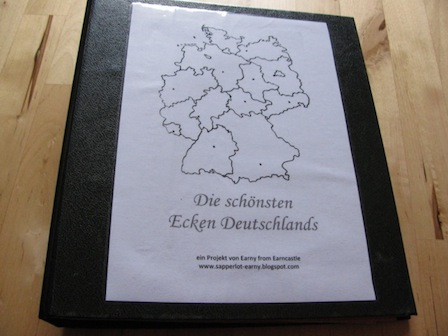 Die schönsten
Ecken Deutschlands
ein Projekt von Earny from Earncastle
www.sapperlot-earny.blogspot.com